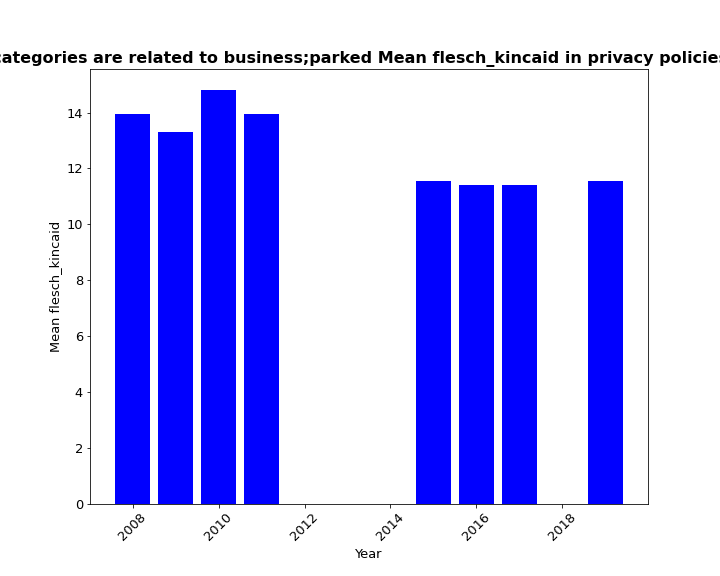 categories are related to business;parked Mean flesch_kincaid in privacy policies
14
12
10
8
6
4
2
0
Mean flesch_kincaid
2008 2010 2012 2014 2016 2018
Year